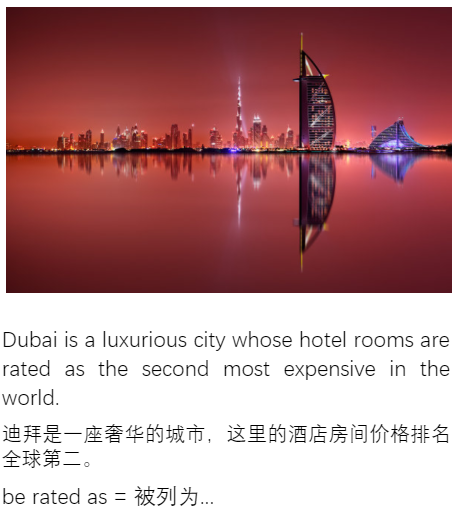 Dubai is a luxurious city whose hotel rooms are
rated as the second most expensive in the
world.
迪拜是一座奢华的城市，这里的酒店房间价格排名
全球第二。
be rated as = 被列为...